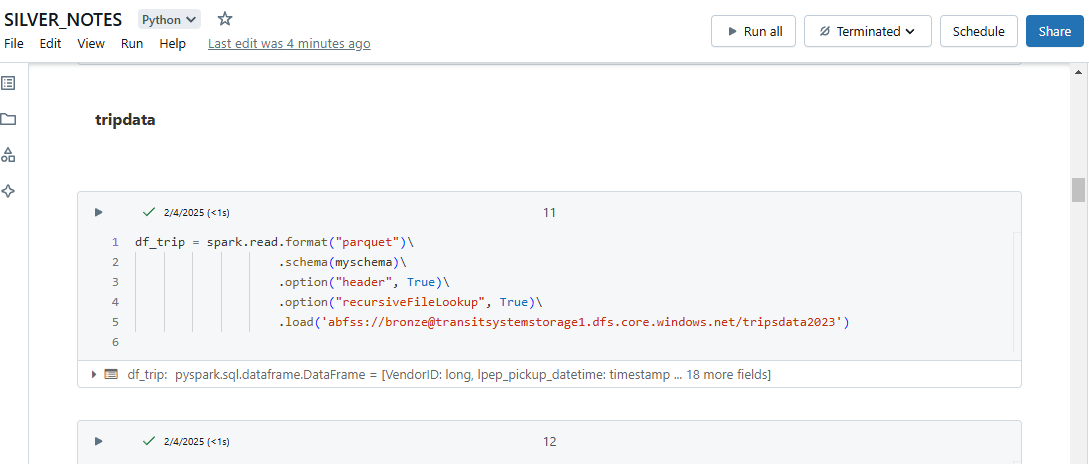 SILVER_NOTES Python
File Edit View Run Help Last edit was 4 minutes ago
Run all Terminated Schedule Share
tripdata
2/4/2025 (<1s) 11
1 df_trip = spark.read.format("parquet")\
2 .schema(myschema)\
3 .option("header", True)\
4 .option("recursiveFileLookup", True)\
5 .load('abfss://bronze@transitsystemstorage1.dfs.core.windows.net/tripsdata2023')
6
df_trip: pyspark.sql.dataframe.DataFrame = [VendorID: long, lpep_pickup_datetime: timestamp ... 18 more fields]
2/4/2025 (<1s) 12